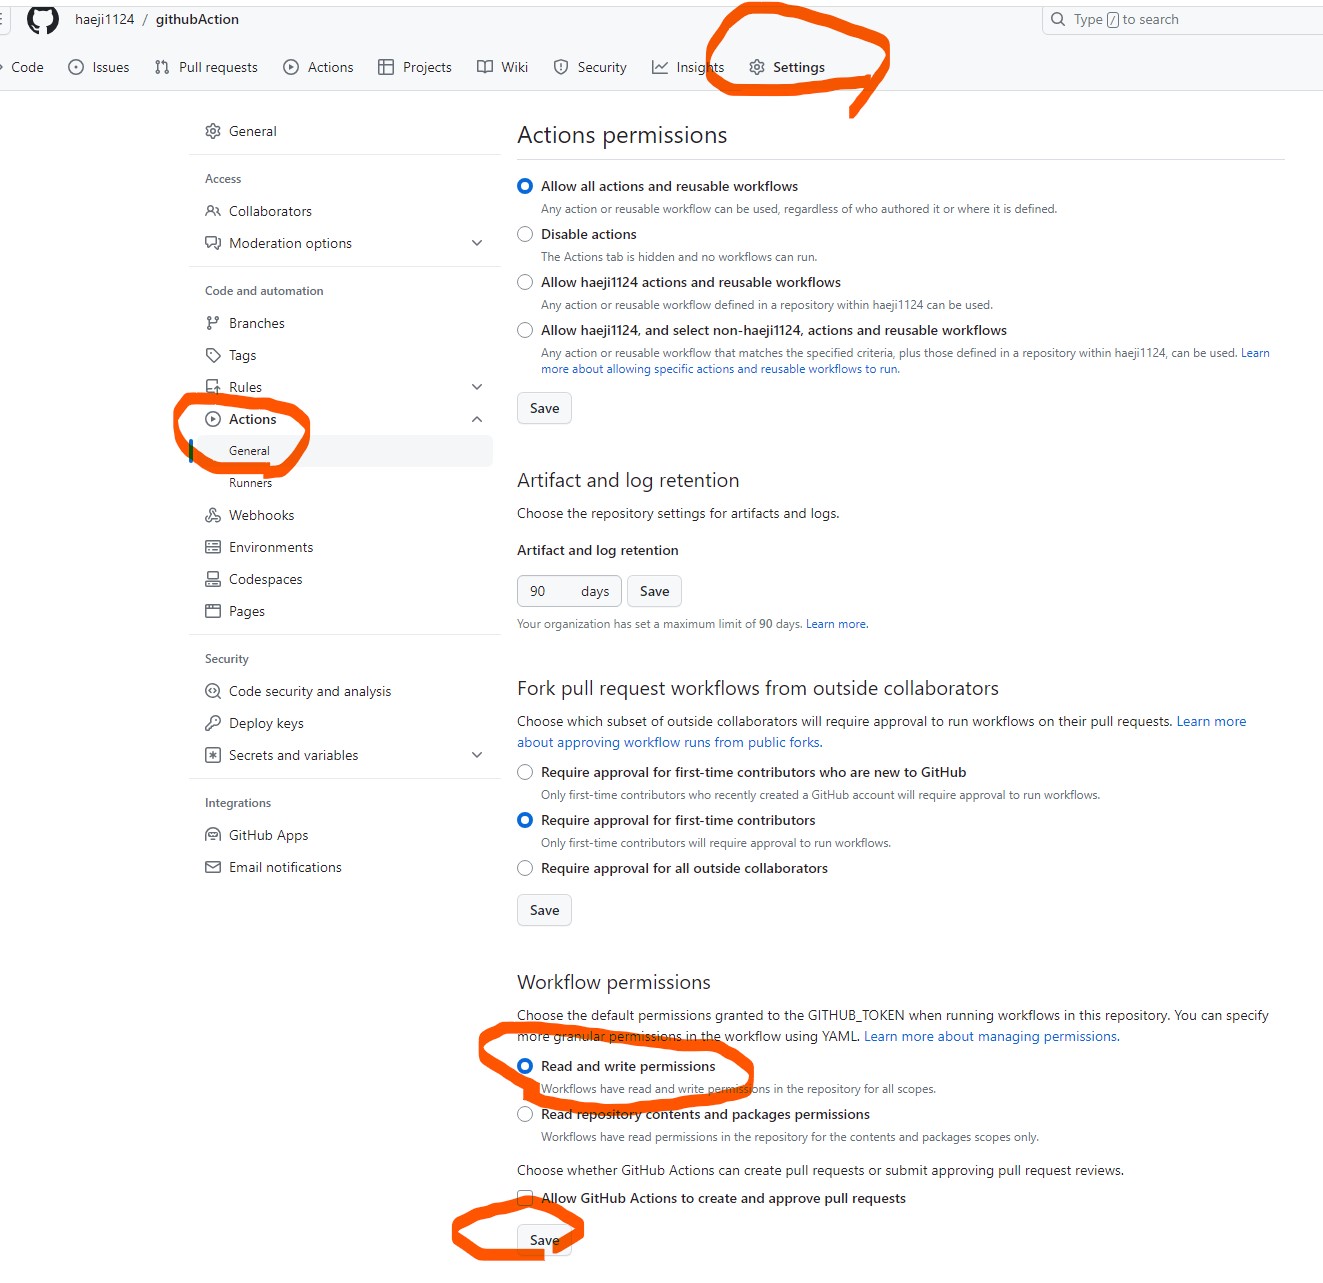 haeji1124 / githubAction
Type / to search
Code Issues Pull requests Actions Projects Wiki Security Insights Settings
General
Access
Collaborators
Moderation options
Code and automation
Branches
Tags
Rules
Actions
General
Runners
Webhooks
Environments
Codespaces
Pages
Security
Code security and analysis
Deploy keys
Secrets and variables
Integrations
GitHub Apps
Email notifications
Actions permissions
Allow all actions and reusable workflows
Any action or reusable workflow can be used, regardless of who authored it or where it is defined.
Disable actions
The Actions tab is hidden and no workflows can run.
Allow haeji1124 actions and reusable workflows
Any action or reusable workflow defined in a repository within haeji1124 can be used.
Allow haeji1124, and select non-haeji1124, actions and reusable workflows
Any action or reusable workflow that matches the specified criteria, plus those defined in a repository within haeji1124, can be used. Learn
more about allowing specific actions and reusable workflows to run.
Save
Artifact and log retention
Choose the repository settings for artifacts and logs.
Artifact and log retention
90 days Save
Your organization has set a maximum limit of 90 days. Learn more.
Fork pull request workflows from outside collaborators
Choose which subset of outside collaborators will require approval to run workflows on their pull requests. Learn more
about approving workflow runs from public forks.
Require approval for first-time contributors who are new to GitHub
Only first-time contributors who recently created a GitHub account will require approval to run workflows.
Require approval for first-time contributors
Only first-time contributors will require approval to run workflows.
Require approval for all outside collaborators
Save
Workflow permissions
Choose the default permissions granted to the GITHUB_TOKEN when running workflows in this repository. You can specify
more granular permissions in the workflow using YAML. Learn more about managing permissions.
Read and write permissions
Workflows have read and write permissions in the repository for all scopes.
Read repository contents and packages permissions
Workflows have read permissions in the repository for the contents and packages scopes only.
Choose whether GitHub Actions can create pull requests or submit approving pull request reviews.
Allow GitHub Actions to create and approve pull requests
Save